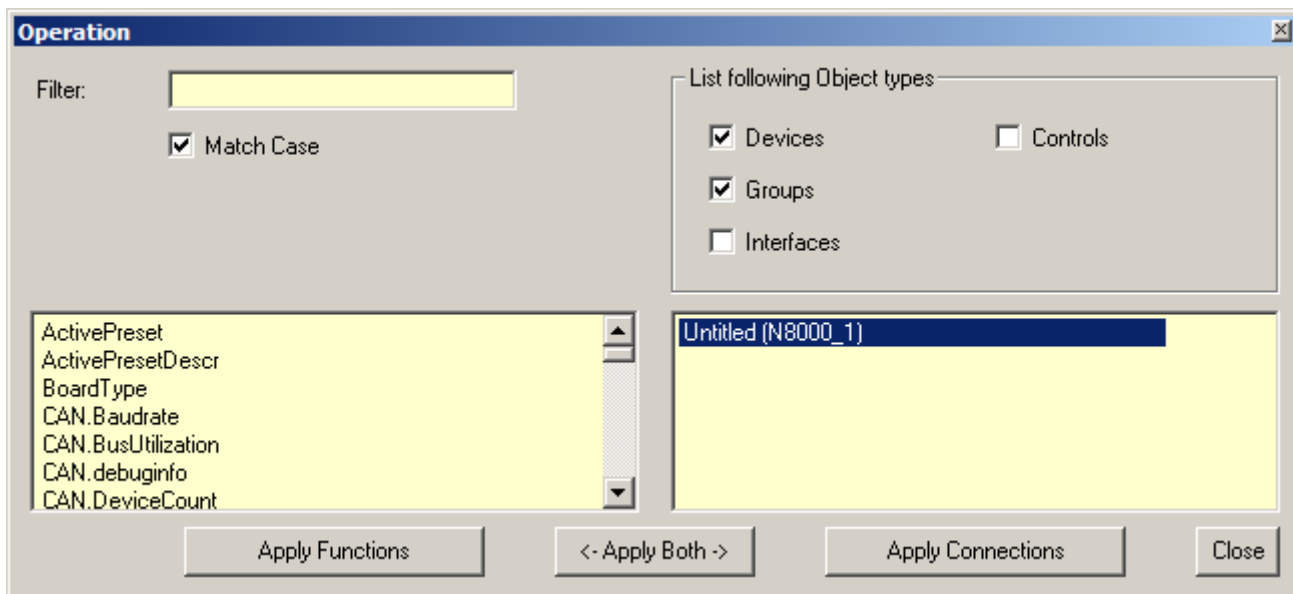 Operation
Filter:
Match Case
List following Object types
Devices
Controls
Groups
Interfaces
ActivePreset
ActivePresetDescr
BoardType
CAN.Baudrate
CAN.BusUtilization
CAN.debuginfo
CAN.DeviceCount
Untitled (N8000_1)
Apply Functions
<- Apply Both ->
Apply Connections
Close